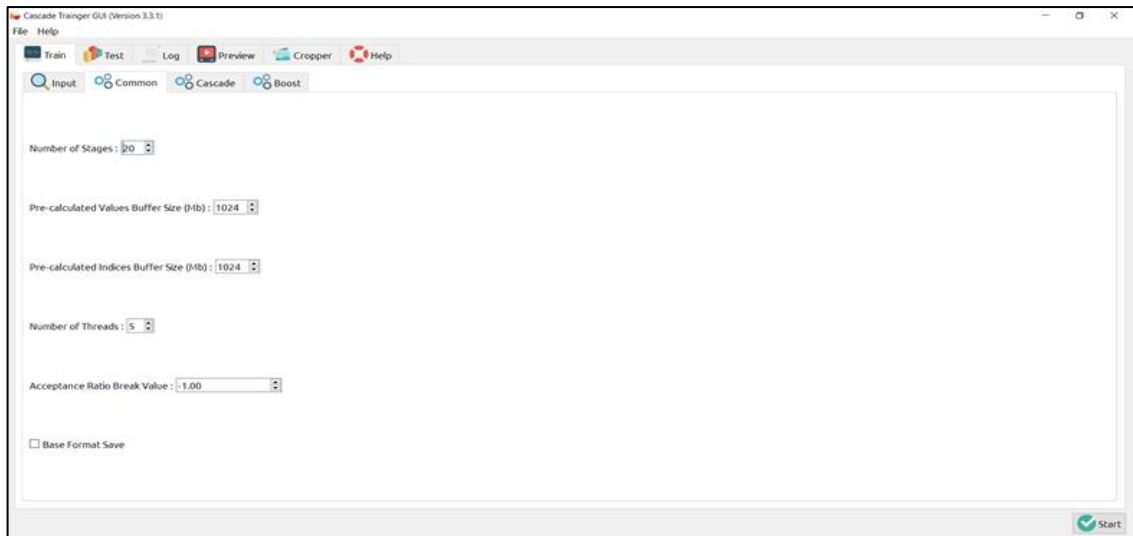 Cascade Trainger GUI (Version 3.3.1)
File Help
Train Test Log Preview Cropper Help
Input Common Cascade Boost
Number of Stages : 20
Pre-calculated Values Buffer Size (Mb) : 1024
Pre-calculated Indices Buffer Size (Mb) : 1024
Number of Threads : 5
Acceptance Ratio Break Value : -1.00
Base Format Save
Start